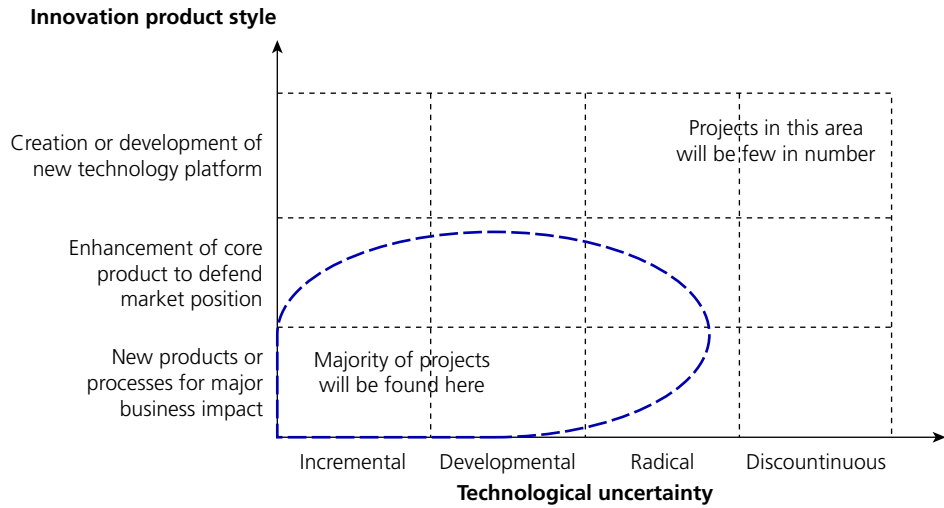 Innovation product style
Creation or development of
new technology platform
Projects in this area
will be few in number
Enhancement of core
product to defend
market position
New products or
processes for major
business impact
Majority of projects
will be found here
Incremental
Developmental
Radical
Discountinuous
Technological uncertainty